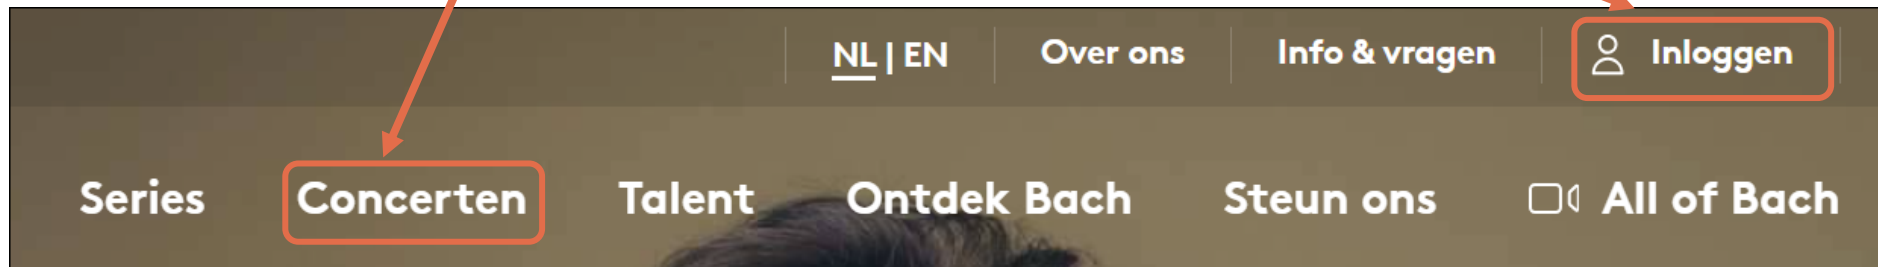 NL | EN Over ons Info & vragen Inloggen
Series Concerten Talent Ontdek Bach Steun ons All of Bach